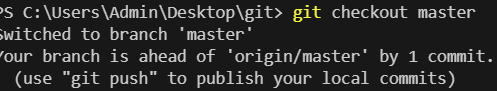 PS C:\Users\Admin\Desktop\git> git checkout master
Switched to branch 'master'
Your branch is ahead of 'origin/master' by 1 commit.
(use "git push" to publish your local commits)